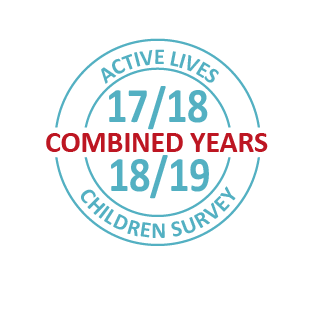 ACTIVE LIVES
17/18
COMBINED YEARS
18/19
CHILDREN SURVEY